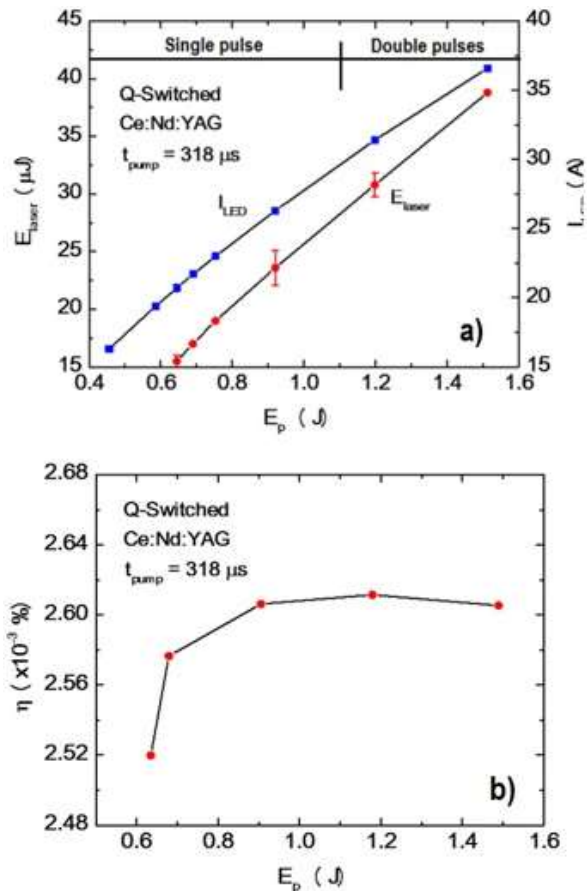 Single pulse Double pulses
45 40
40 35
35 30
30 25
25 20
20
15 15
Q-Switched
Ce:Nd:YAG
t_pump = 318 μs
I_LED
E_laser
E_laser (μJ)
(A)
a)
0.4 0.6 0.8 1.0 1.2 1.4 1.6
E_p ( J)
2.68
2.64
2.60
2.56
2.52
2.48
Q-Switched
Ce:Nd:YAG
t_pump = 318 μs
η (x10⁻³ %)
b)
0.6 0.8 1.0 1.2 1.4 1.6
E_p ( J)